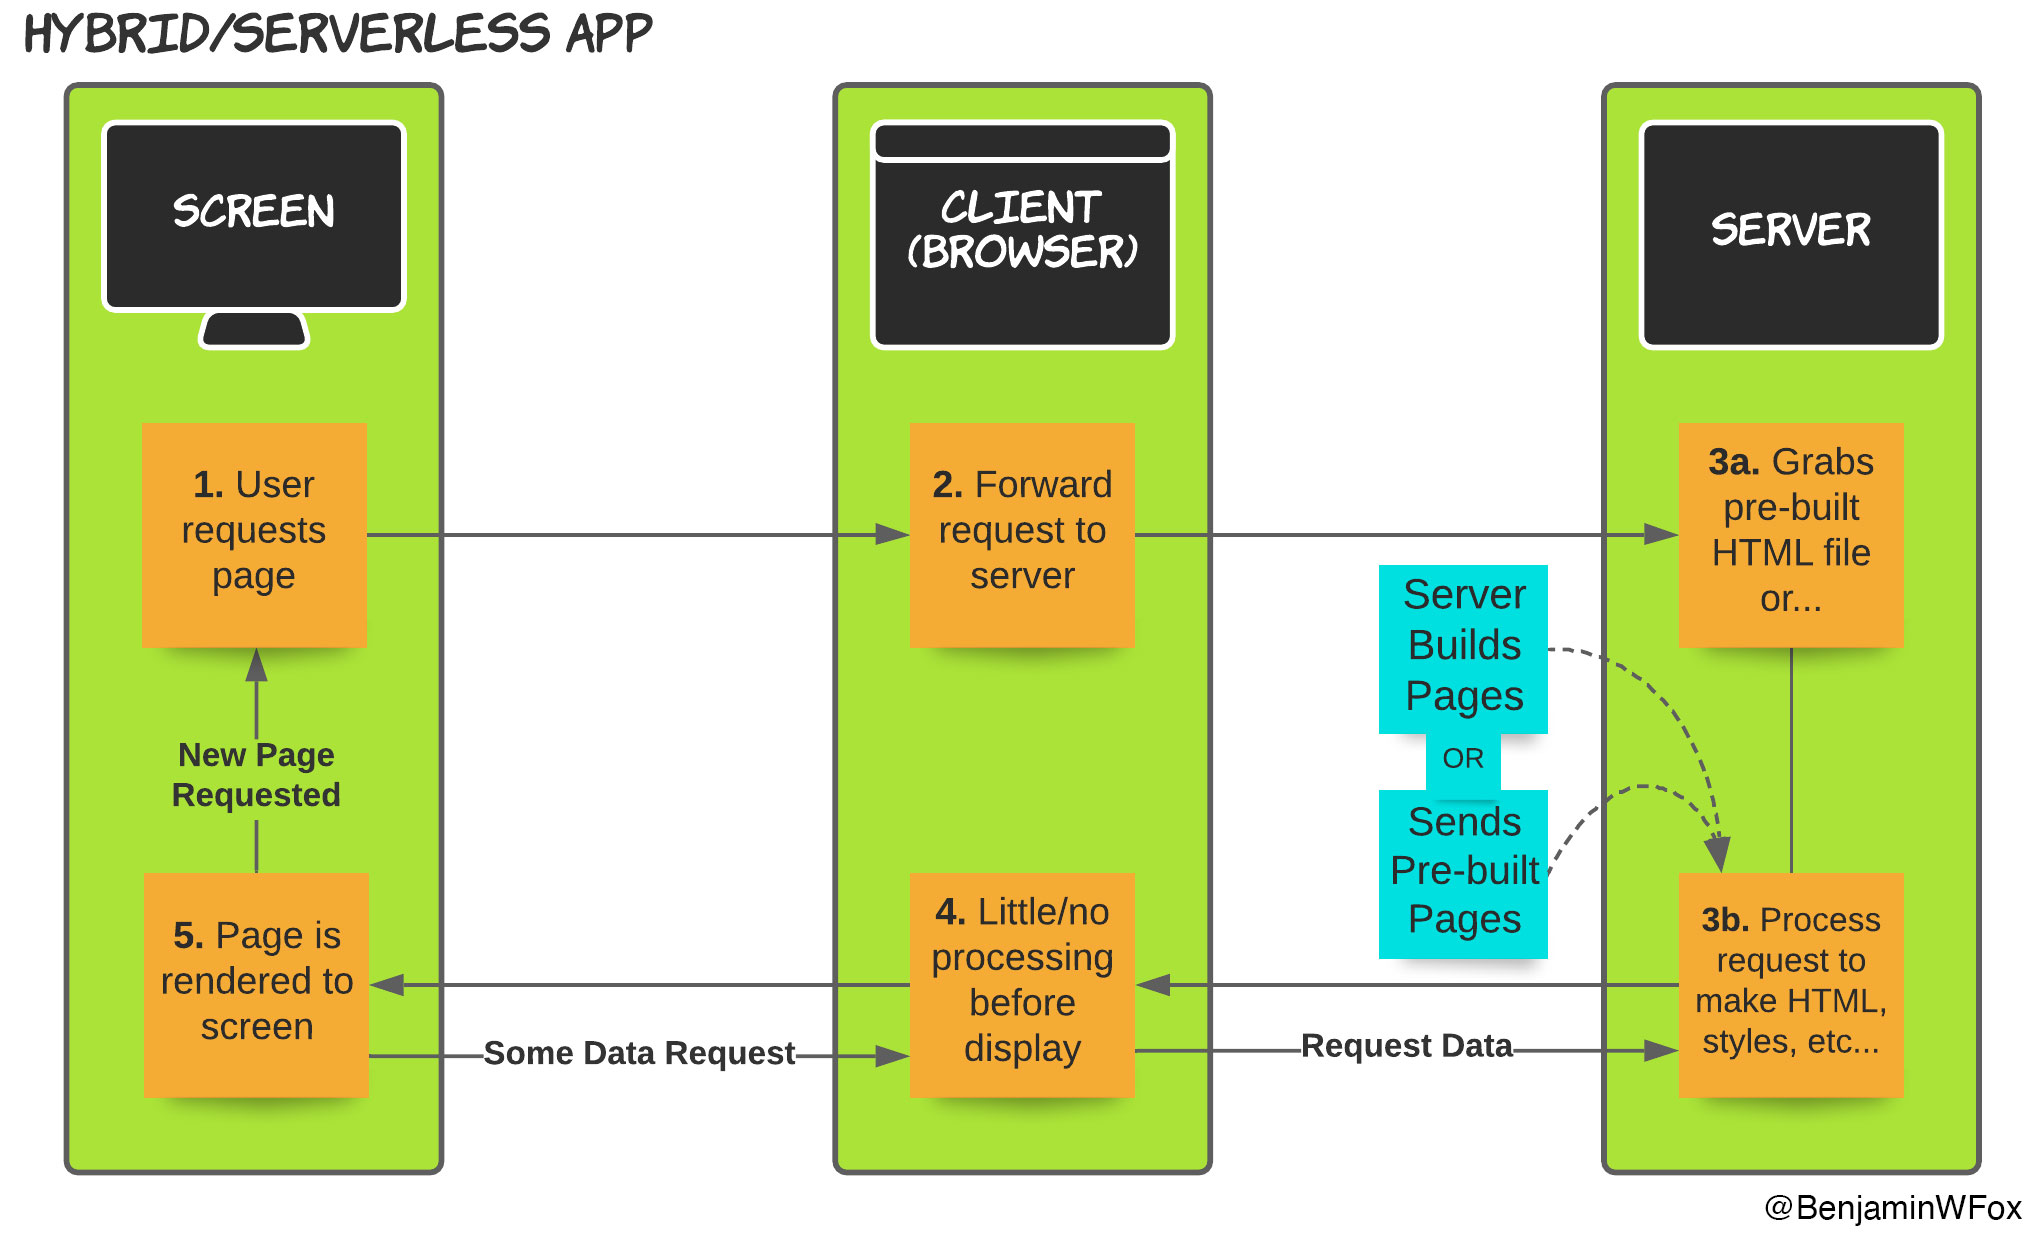 HYBRID/SERVERLESS APP
SCREEN
CLIENT
(BROWSER)
SERVER
1. User
requests
page
2. Forward
request to
server
3a. Grabs
pre-built
HTML file
or...
Server
Builds
Pages
OR
Sends
Pre-built
Pages
New Page
Requested
5. Page is
rendered to
screen
4. Little/no
processing
before
display
3b. Process
request to
make HTML,
styles, etc...
Some Data Request
Request Data
@BenjaminWFox